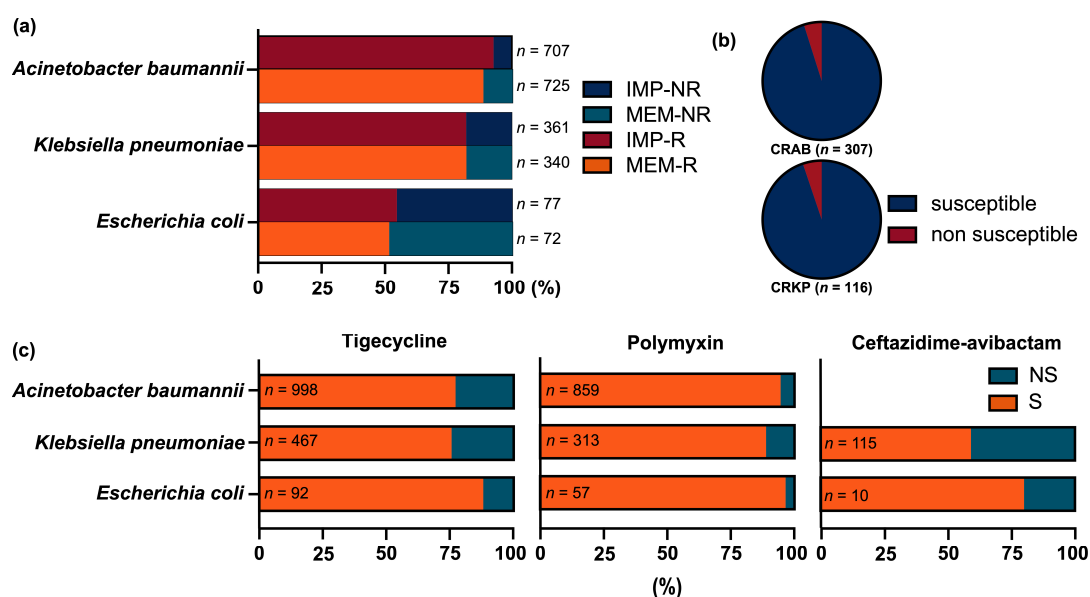 (a)
Acinetobacter baumannii
Klebsiella pneumoniae
Escherichia coli
n = 707
n = 725
n = 361
n = 340
n = 77
n = 72
0 25 50 75 100 (%)
IMP-NR
MEM-NR
IMP-R
MEM-R
(b)
CRAB (n = 307)
CRKP (n = 116)
susceptible
non susceptible
(c)
Tigecycline
Acinetobacter baumannii
Klebsiella pneumoniae
Escherichia coli
n = 998
n = 467
n = 92
0 25 50 75 100
Polymyxin
n = 859
n = 313
n = 57
0 25 50 75 100
(%)
Ceftazidime-avibactam
NS
S
n = 115
n = 10
0 25 50 75 100